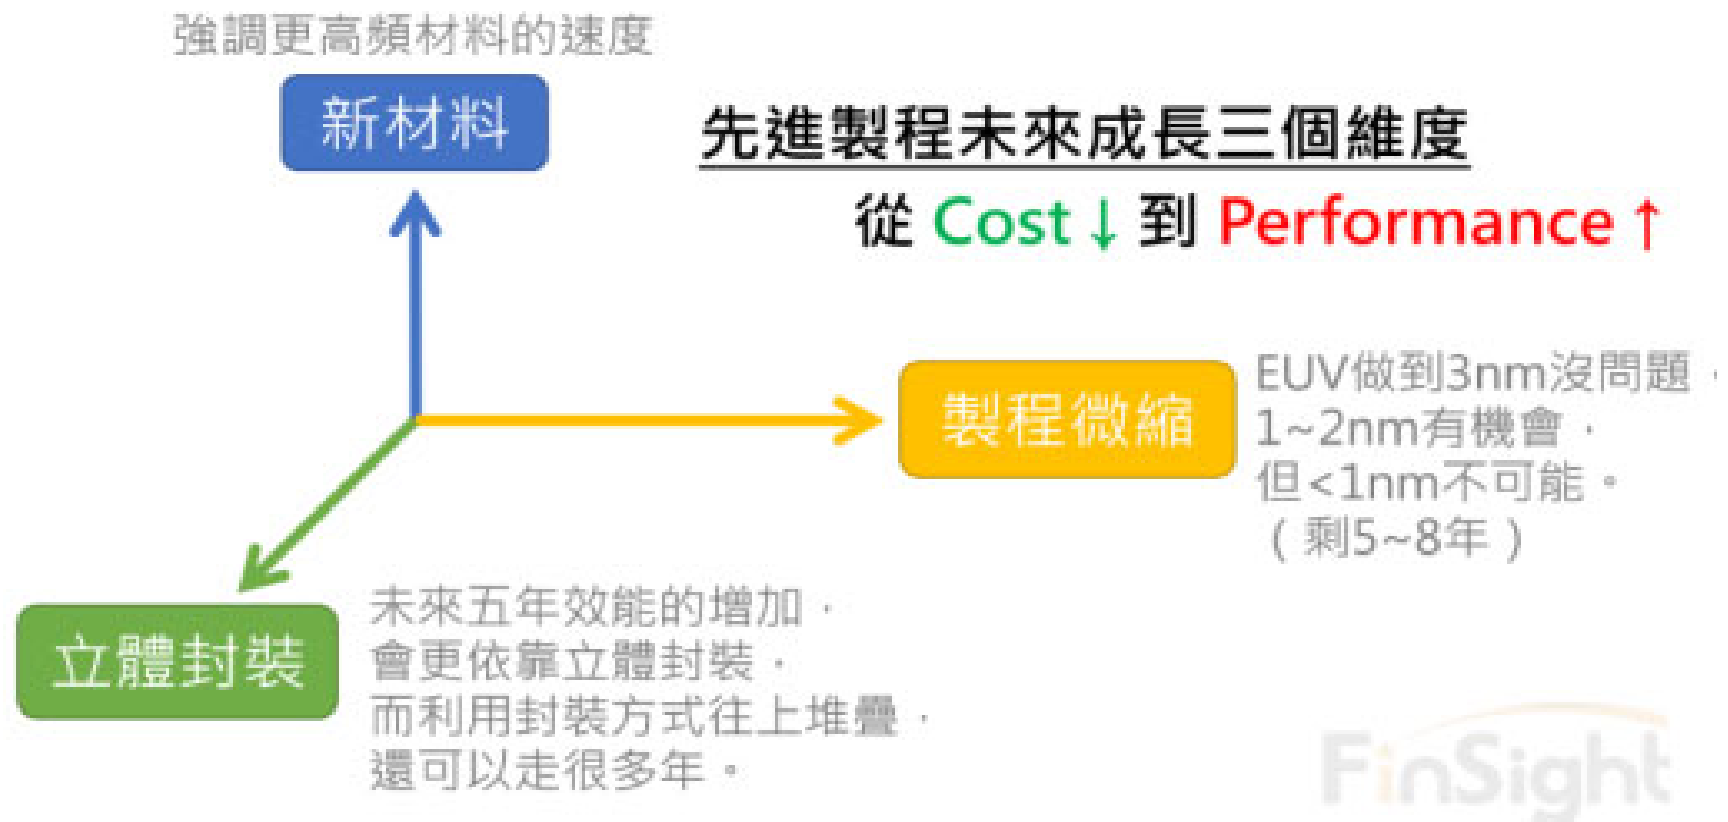 強調更高頻材料的速度
新材料
先進製程未來成長三個維度
從 Cost↓到 Performance↑
製程微縮
EUV做到3nm沒問題，
1~2nm有機會，
但<1nm不可能。
（剩5~8年）
立體封裝
未來五年效能的增加，
會更依靠立體封裝，
而利用封裝方式往上堆疊，
還可以走很多年。
FinSight